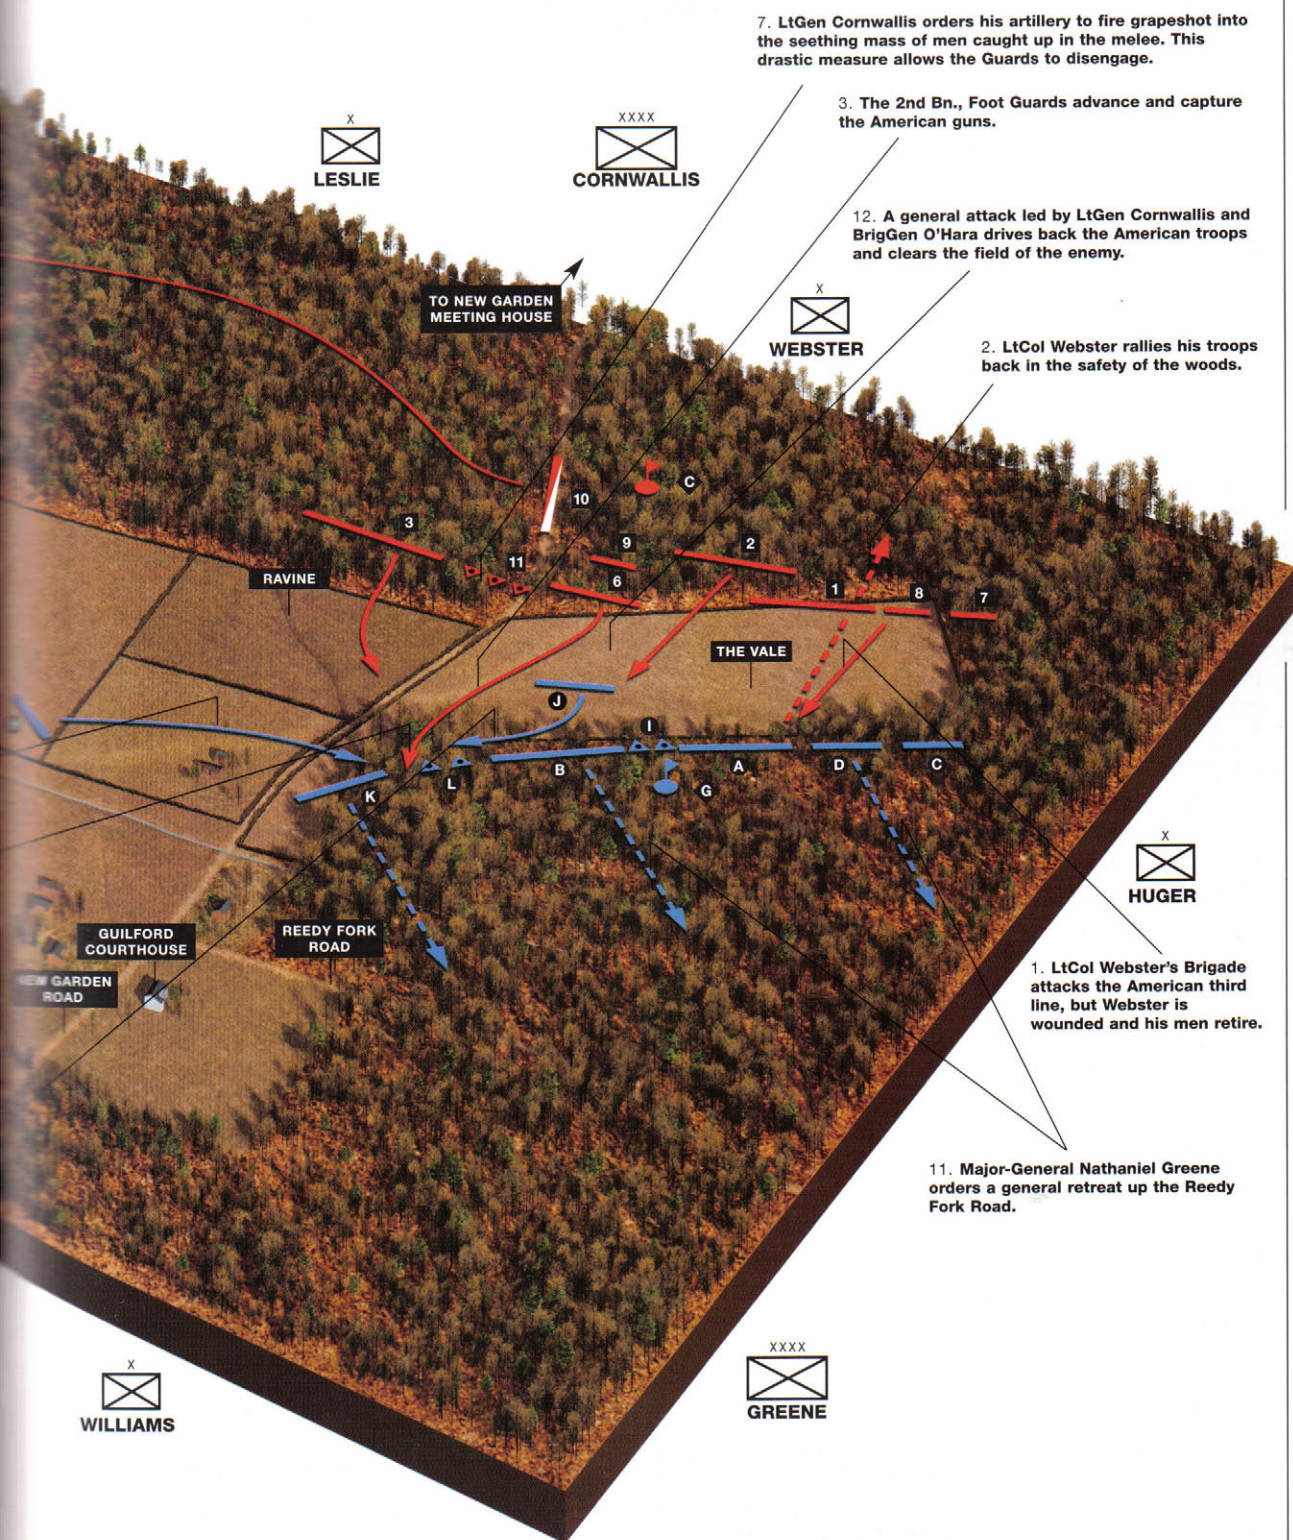 7. LtGen Cornwallis orders his artillery to fire grapeshot into
the seething mass of men caught up in the melee. This
drastic measure allows the Guards to disengage.
3. The 2nd Bn., Foot Guards advance and capture
the American guns.
X
LESLIE
XXXX
CORNWALLIS
12. A general attack led by LtGen Cornwallis and
BrigGen O'Hara drives back the American troops
and clears the field of the enemy.
TO NEW GARDEN
MEETING HOUSE
X
WEBSTER
2. LtCol Webster rallies his troops
back in the safety of the woods.
C
10
3
9
2
11
6
1
8
7
RAVINE
THE VALE
J
I
B
A
D
C
L
K
G
X
HUGER
GUILFORD
COURTHOUSE
REEDY FORK
ROAD
NEW GARDEN
ROAD
1. LtCol Webster's Brigade
attacks the American third
line, but Webster is
wounded and his men retire.
11. Major-General Nathaniel Greene
orders a general retreat up the Reedy
Fork Road.
X
WILLIAMS
XXXX
GREENE